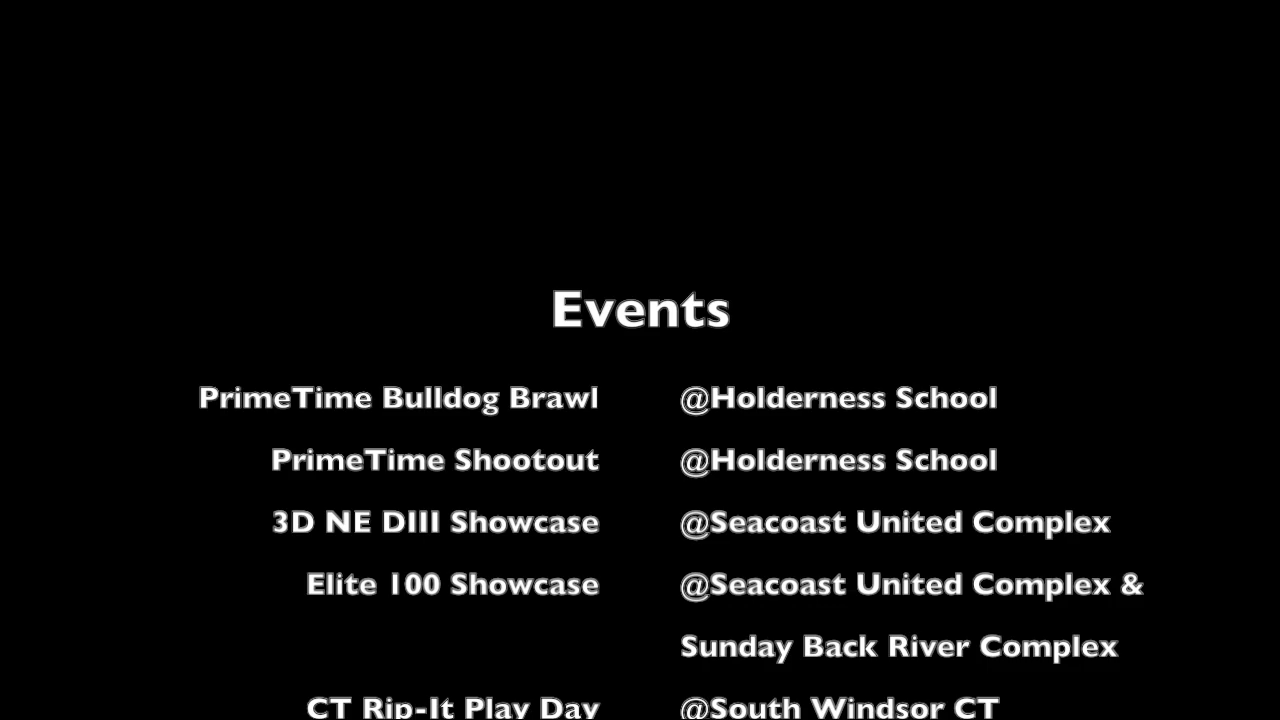 Events
PrimeTime Bulldog Brawl @Holderness School
PrimeTime Shootout @Holderness School
3D NE DIII Showcase @Seacoast United Complex
Elite 100 Showcase @Seacoast United Complex &
Sunday Back River Complex
CT Rip-It Play Day @South Windsor CT